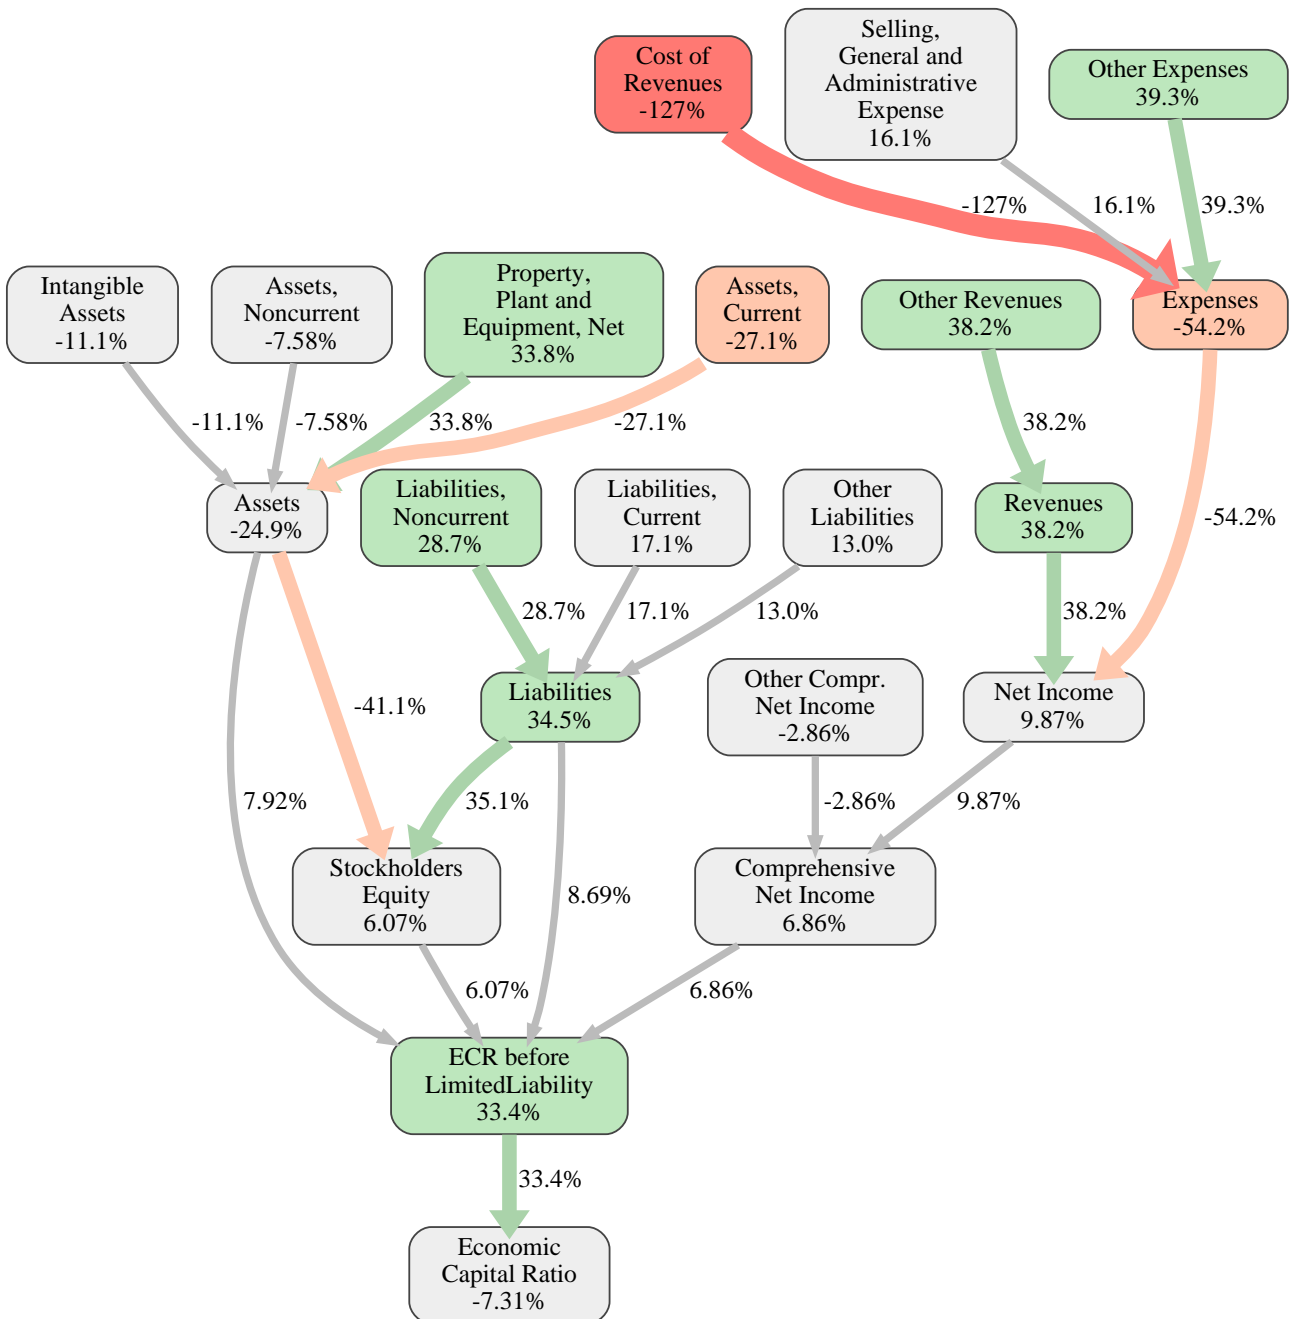 Cost of
Revenues
-127%
Selling,
General and
Administrative
Expense
16.1%
Other Expenses
39.3%
-127%
16.1%
39.3%
Intangible
Assets
-11.1%
Assets,
Noncurrent
-7.58%
Property,
Plant and
Equipment, Net
33.8%
Assets,
Current
-27.1%
Other Revenues
38.2%
Expenses
-54.2%
-11.1%
-7.58%
33.8%
-27.1%
38.2%
-54.2%
Assets
-24.9%
Liabilities,
Noncurrent
28.7%
Liabilities,
Current
17.1%
Other
Liabilities
13.0%
Revenues
38.2%
28.7%
17.1%
13.0%
38.2%
Liabilities
34.5%
Other Compr.
Net Income
-2.86%
Net Income
9.87%
-41.1%
7.92%
35.1%
-2.86%
9.87%
Stockholders
Equity
6.07%
8.69%
Comprehensive
Net Income
6.86%
6.07%
6.86%
ECR before
LimitedLiability
33.4%
33.4%
Economic
Capital Ratio
-7.31%